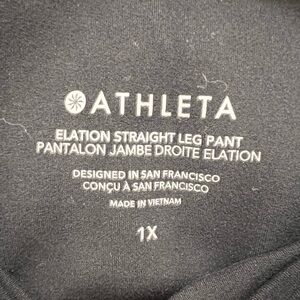 ATHLETA
ELATION STRAIGHT LEG PANT
PANTALON JAMBE DROITE ELATION
DESIGNED IN SAN FRANCISCO
CONÇU À SAN FRANCISCO
MADE IN VIETNAM
1X